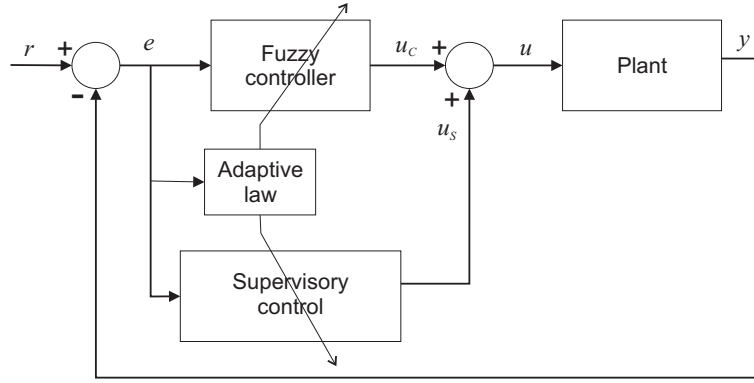 r
+
-
e
Fuzzy
controller
u_C
+
+
u_S
u
Plant
y
Adaptive
law
Supervisory
control